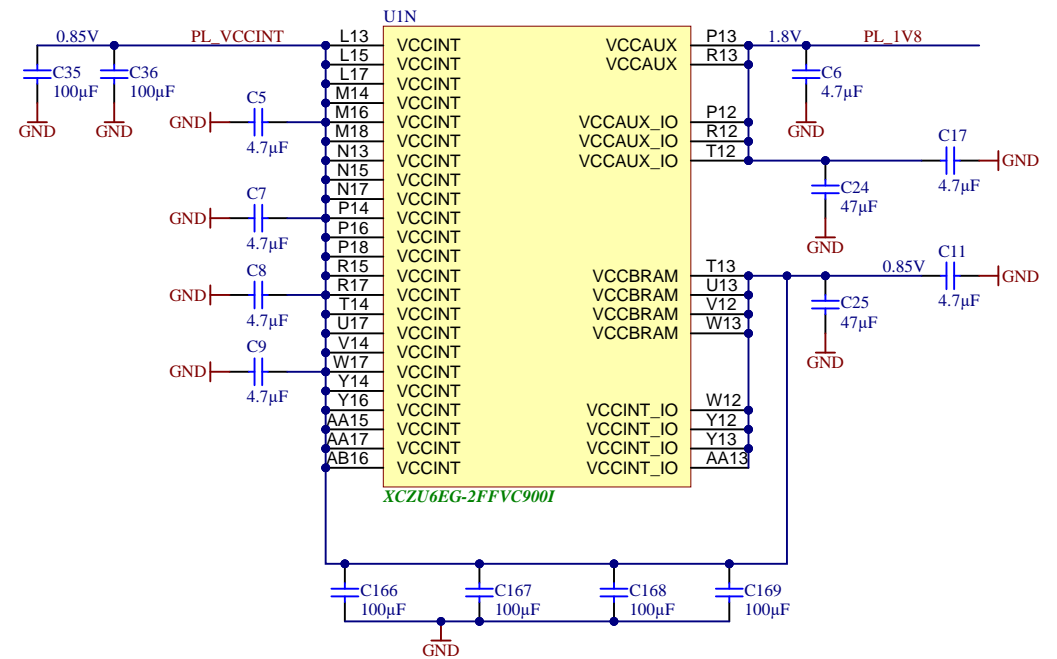 U1N
0.85V PL_VCCINT L13 VCCINT VCCAUX P13 1.8V PL_1V8
L15 VCCINT VCCAUX R13
C35 C36 L17 VCCINT C6
100µF 100µF M14 VCCINT 4.7µF
C5
GND GND GND M16 VCCINT VCCAUX_IO P12 GND
4.7µF M18 VCCINT VCCAUX_IO R12 C17
N13 VCCINT VCCAUX_IO T12 GND
N15 VCCINT 4.7µF
C7 N17 VCCINT C24
47µF
GND P14 VCCINT
4.7µF P16 VCCINT GND
P18 VCCINT C11
C8 R15 VCCINT VCCBRAM T13 0.85V GND
GND R17 VCCINT VCCBRAM U13 4.7µF
4.7µF T14 VCCINT VCCBRAM V12 C25
47µF
U17 VCCINT VCCBRAM W13
C9 V14 VCCINT
GND W17 VCCINT GND
4.7µF Y14 VCCINT
Y16 VCCINT VCCINT_IO W12
AA15 VCCINT VCCINT_IO Y12
AA17 VCCINT VCCINT_IO Y13
AB16 VCCINT VCCINT_IO AA13
XCZU6EG-2FFVC900I
C166 C167 C168 C169
100µF 100µF 100µF 100µF
GND